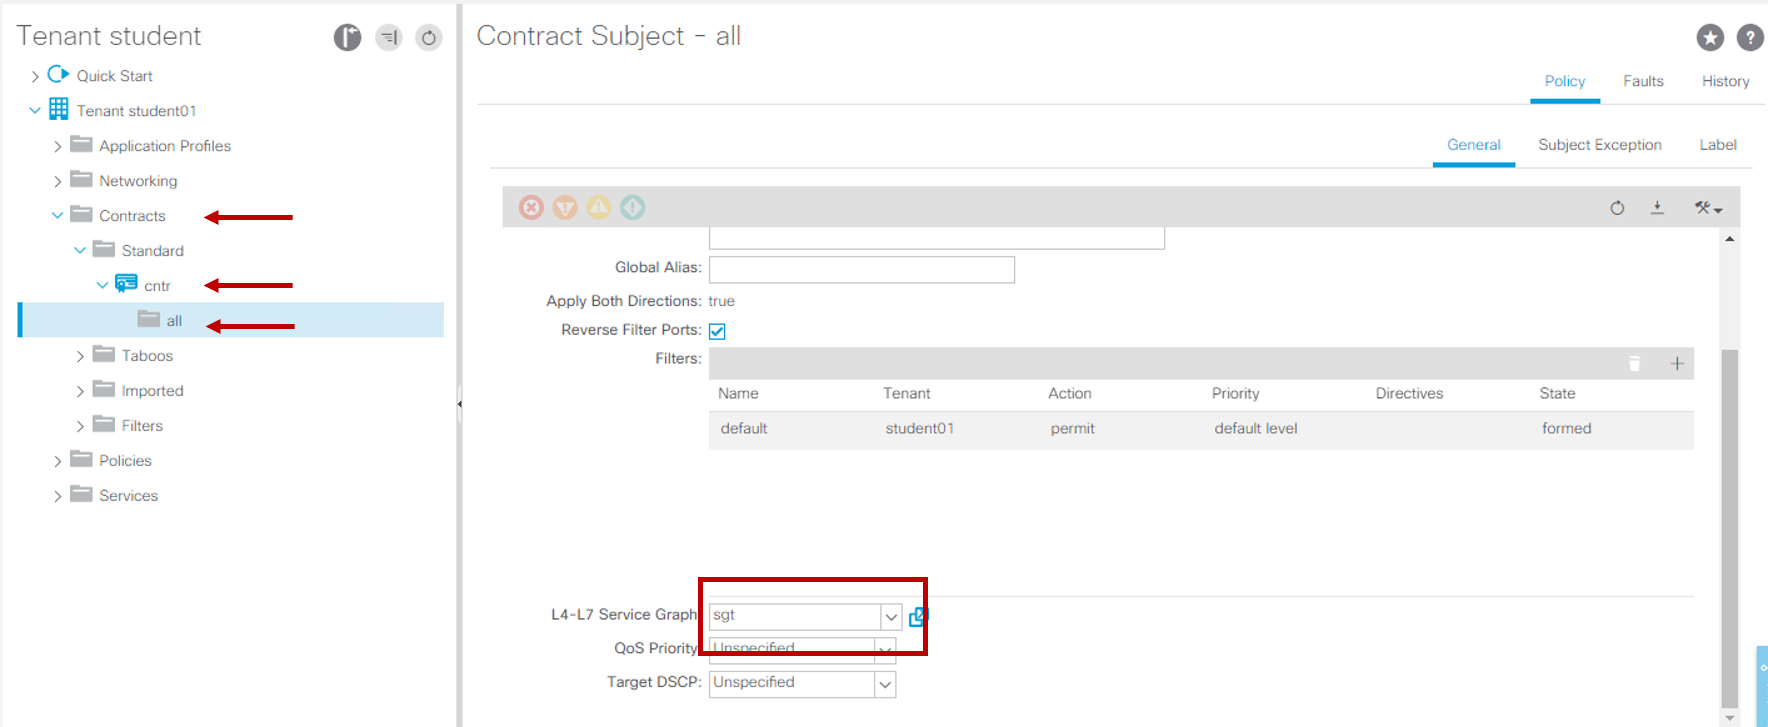 Tenant student
Quick Start
Tenant student01
Application Profiles
Networking
Contracts
Standard
cntr
all
Taboos
Imported
Filters
Policies
Services
Contract Subject - all
?
Policy Faults History
General Subject Exception Label
Global Alias:
Apply Both Directions: true
Reverse Filter Ports:
Filters:
Name Tenant Action Priority Directives State
default student01 permit default level formed
L4-L7 Service Graph sgt
QoS Priority Unspecified
Target DSCP: Unspecified